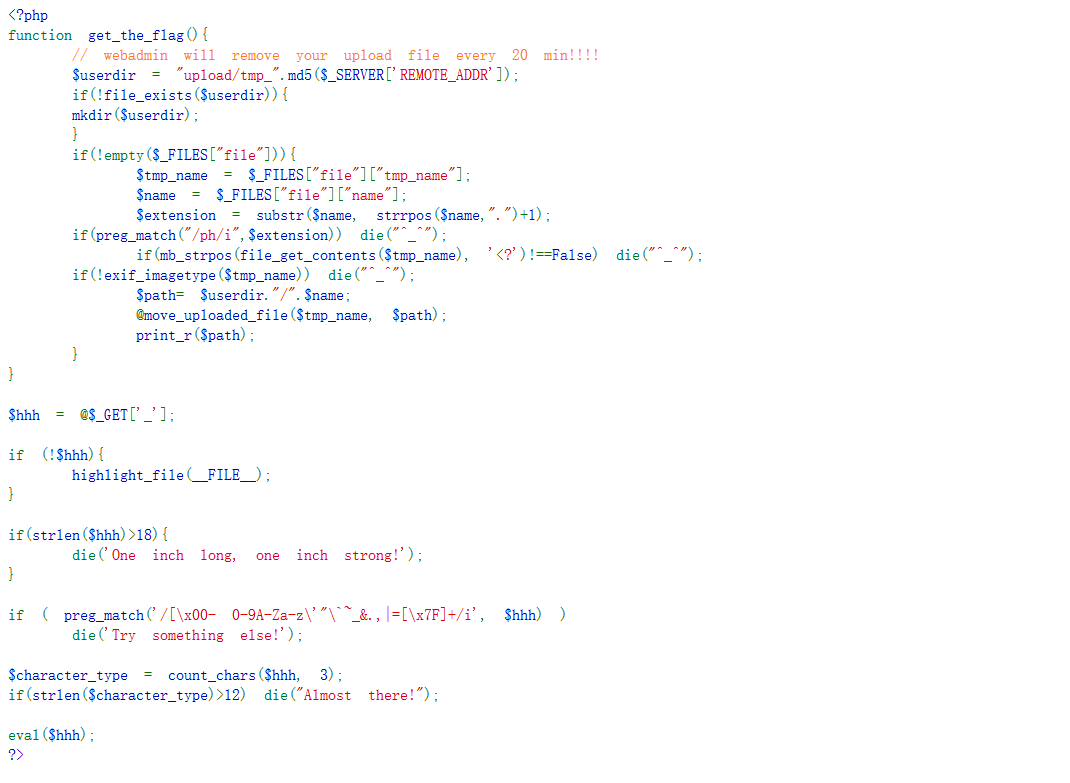 <?php
function get_the_flag(){
// webadmin will remove your upload file every 20 min!!!!
$userdir = "upload/tmp_".md5($_SERVER['REMOTE_ADDR']);
if(!file_exists($userdir)){
mkdir($userdir);
}
if(!empty($_FILES["file"])){
$tmp_name = $_FILES["file"]["tmp_name"];
$name = $_FILES["file"]["name"];
$extension = substr($name, strrpos($name,".")+1);
if(preg_match("/ph/i",$extension)) die("^_^");
if(mb_strpos(file_get_contents($tmp_name), '<?')!==False) die("^_^");
if(!exif_imagetype($tmp_name)) die("^_^");
$path= $userdir."/".$name;
@move_uploaded_file($tmp_name, $path);
print_r($path);
}
}
$hhh = @$_GET['_'];
if (!$hhh){
highlight_file(__FILE__);
}
if(strlen($hhh)>18){
die('One inch long, one inch strong!');
}
if ( preg_match('/[\x00- 0-9A-Za-z\'"\`~_&.,|=[\x7F]+/i', $hhh) )
die('Try something else!');
$character_type = count_chars($hhh, 3);
if(strlen($character_type)>12) die("Almost there!");
eval($hhh);
?>